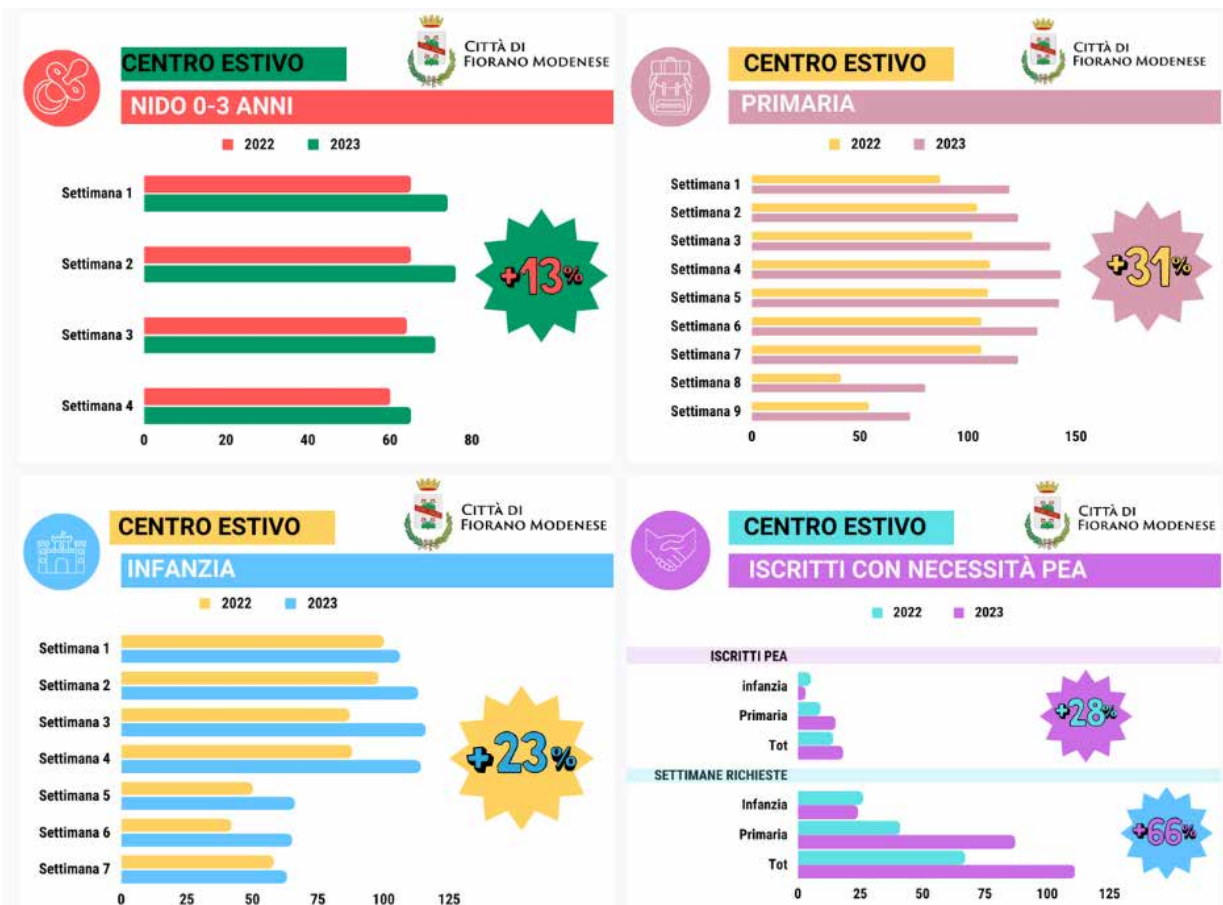 CENTRO ESTIVO
CITTÀ DI
FIORANO MODENESE
NIDO 0-3 ANNI
2022 2023
Settimana 1
Settimana 2
Settimana 3
Settimana 4
0 20 40 60 80
+13%
CENTRO ESTIVO
CITTÀ DI
FIORANO MODENESE
PRIMARIA
2022 2023
Settimana 1
Settimana 2
Settimana 3
Settimana 4
Settimana 5
Settimana 6
Settimana 7
Settimana 8
Settimana 9
0 50 100 150
+31%
CENTRO ESTIVO
CITTÀ DI
FIORANO MODENESE
INFANZIA
2022 2023
Settimana 1
Settimana 2
Settimana 3
Settimana 4
Settimana 5
Settimana 6
Settimana 7
0 25 50 75 100 125
+23%
CENTRO ESTIVO
CITTÀ DI
FIORANO MODENESE
ISCRITTI CON NECESSITÀ PEA
2022 2023
ISCRITTI PEA
infanzia
Primaria
Tot
+28%
SETTIMANE RICHIESTE
Infanzia
Primaria
Tot
+66%
0 25 50 75 100 125